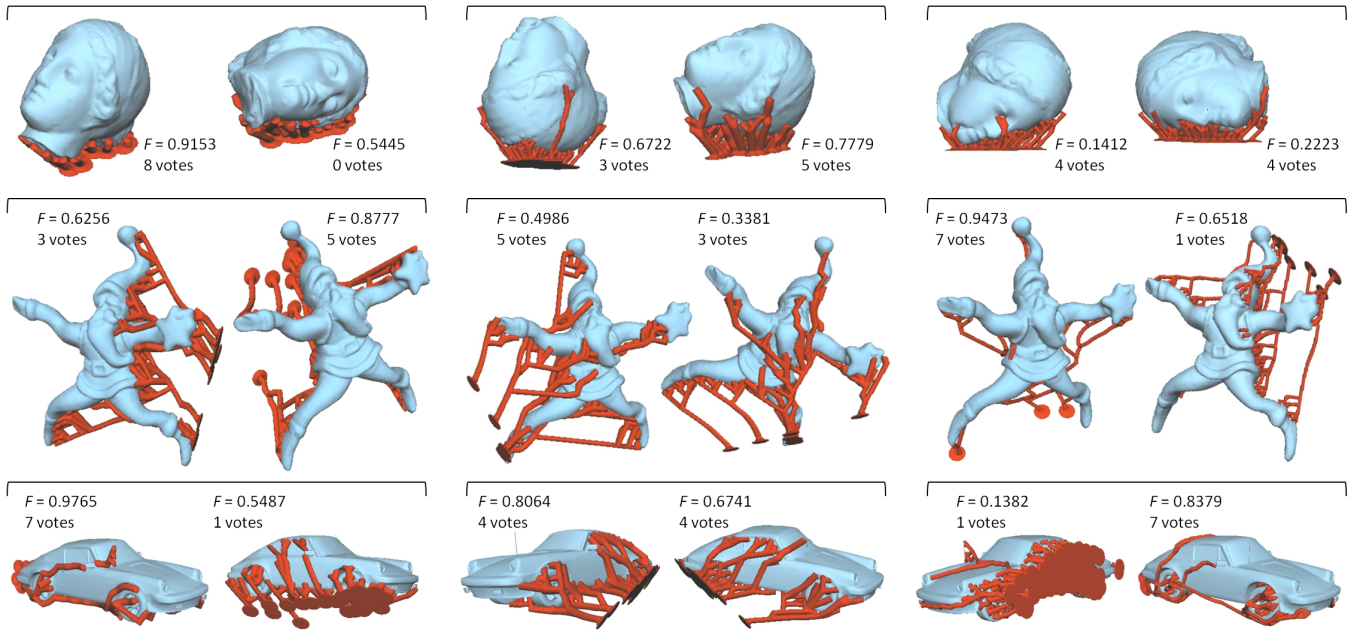 F = 0.9153
8 votes
F = 0.5445
0 votes
F = 0.6722
3 votes
F = 0.7779
5 votes
F = 0.1412
4 votes
F = 0.2223
4 votes
F = 0.6256
3 votes
F = 0.8777
5 votes
F = 0.4986
5 votes
F = 0.3381
3 votes
F = 0.9473
7 votes
F = 0.6518
1 votes
F = 0.9765
7 votes
F = 0.5487
1 votes
F = 0.8064
4 votes
F = 0.6741
4 votes
F = 0.1382
1 votes
F = 0.8379
7 votes